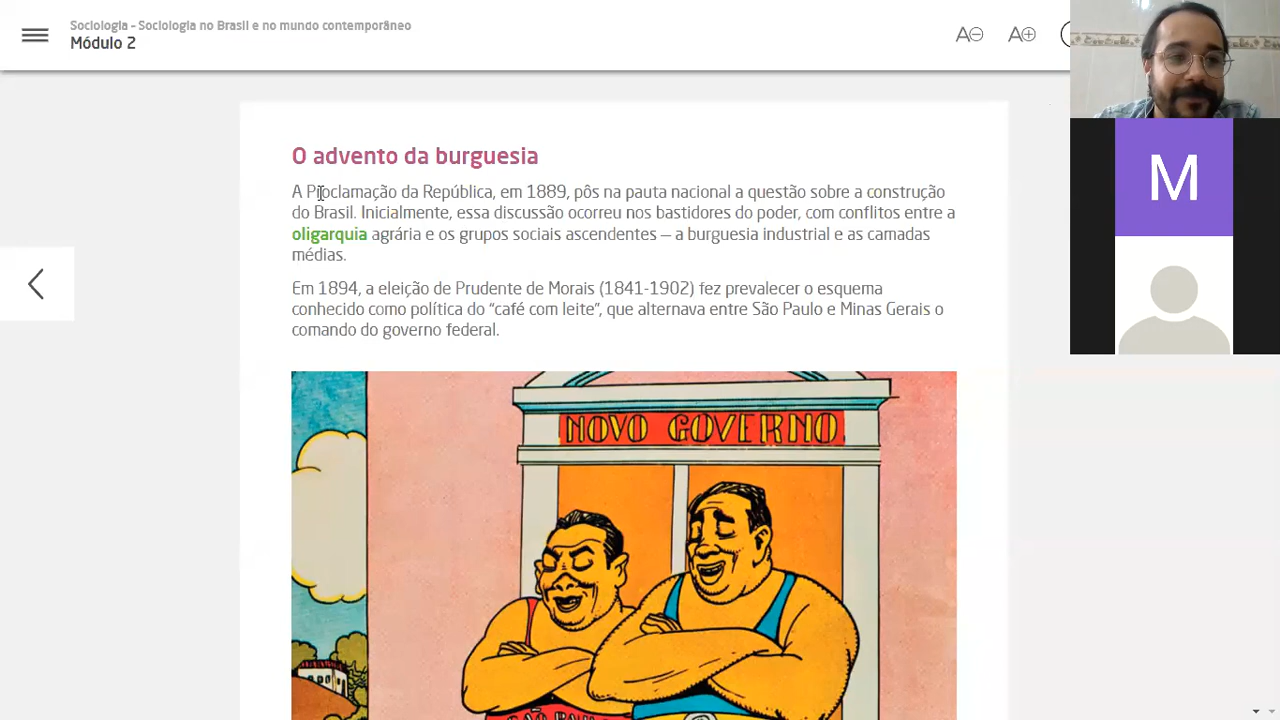 Sociologia – Sociologia no Brasil e no mundo contemporâneo
Módulo 2
A- A+
M
O advento da burguesia
A Proclamação da República, em 1889, pôs na pauta nacional a questão sobre a construção
do Brasil. Inicialmente, essa discussão ocorreu nos bastidores do poder, com conflitos entre a
oligarquia agrária e os grupos sociais ascendentes — a burguesia industrial e as camadas
médias.
Em 1894, a eleição de Prudente de Morais (1841-1902) fez prevalecer o esquema
conhecido como política do “café com leite”, que alternava entre São Paulo e Minas Gerais o
comando do governo federal.
NOVO GOVERNO
SÃO PAULO